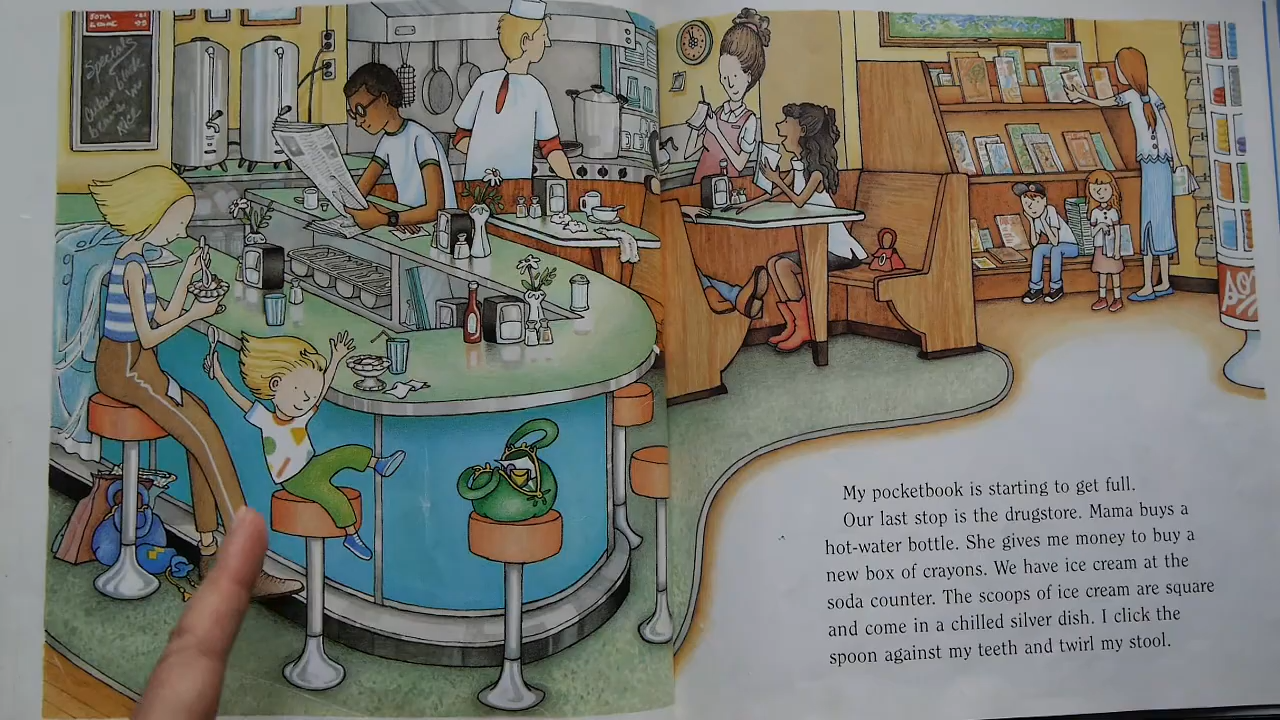 SODA
Specials
Rice
My pocketbook is starting to get full.
Our last stop is the drugstore. Mama buys a
hot-water bottle. She gives me money to buy a
new box of crayons. We have ice cream at the
soda counter. The scoops of ice cream are square
and come in a chilled silver dish. I click the
spoon against my teeth and twirl my stool.